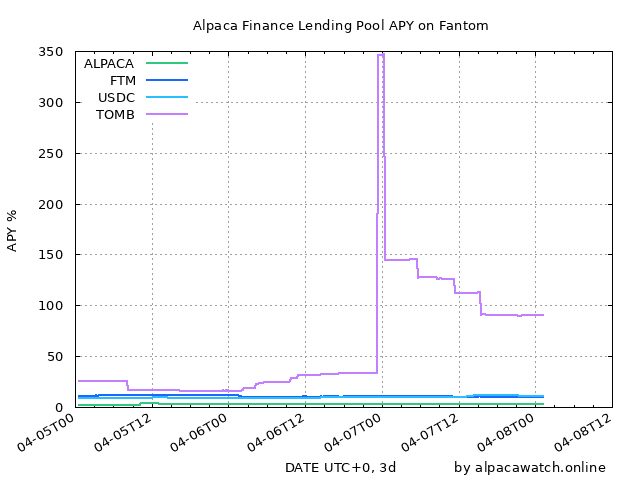 Alpaca Finance Lending Pool APY on Fantom
350
300
250
200
150
100
50
0
APY %
ALPACA
FTM
USDC
TOMB
04-05T00
04-05T12
04-06T00
04-06T12
04-07T00
04-07T12
04-08T00
04-08T12
DATE UTC+0, 3d
by alpacawatch.online